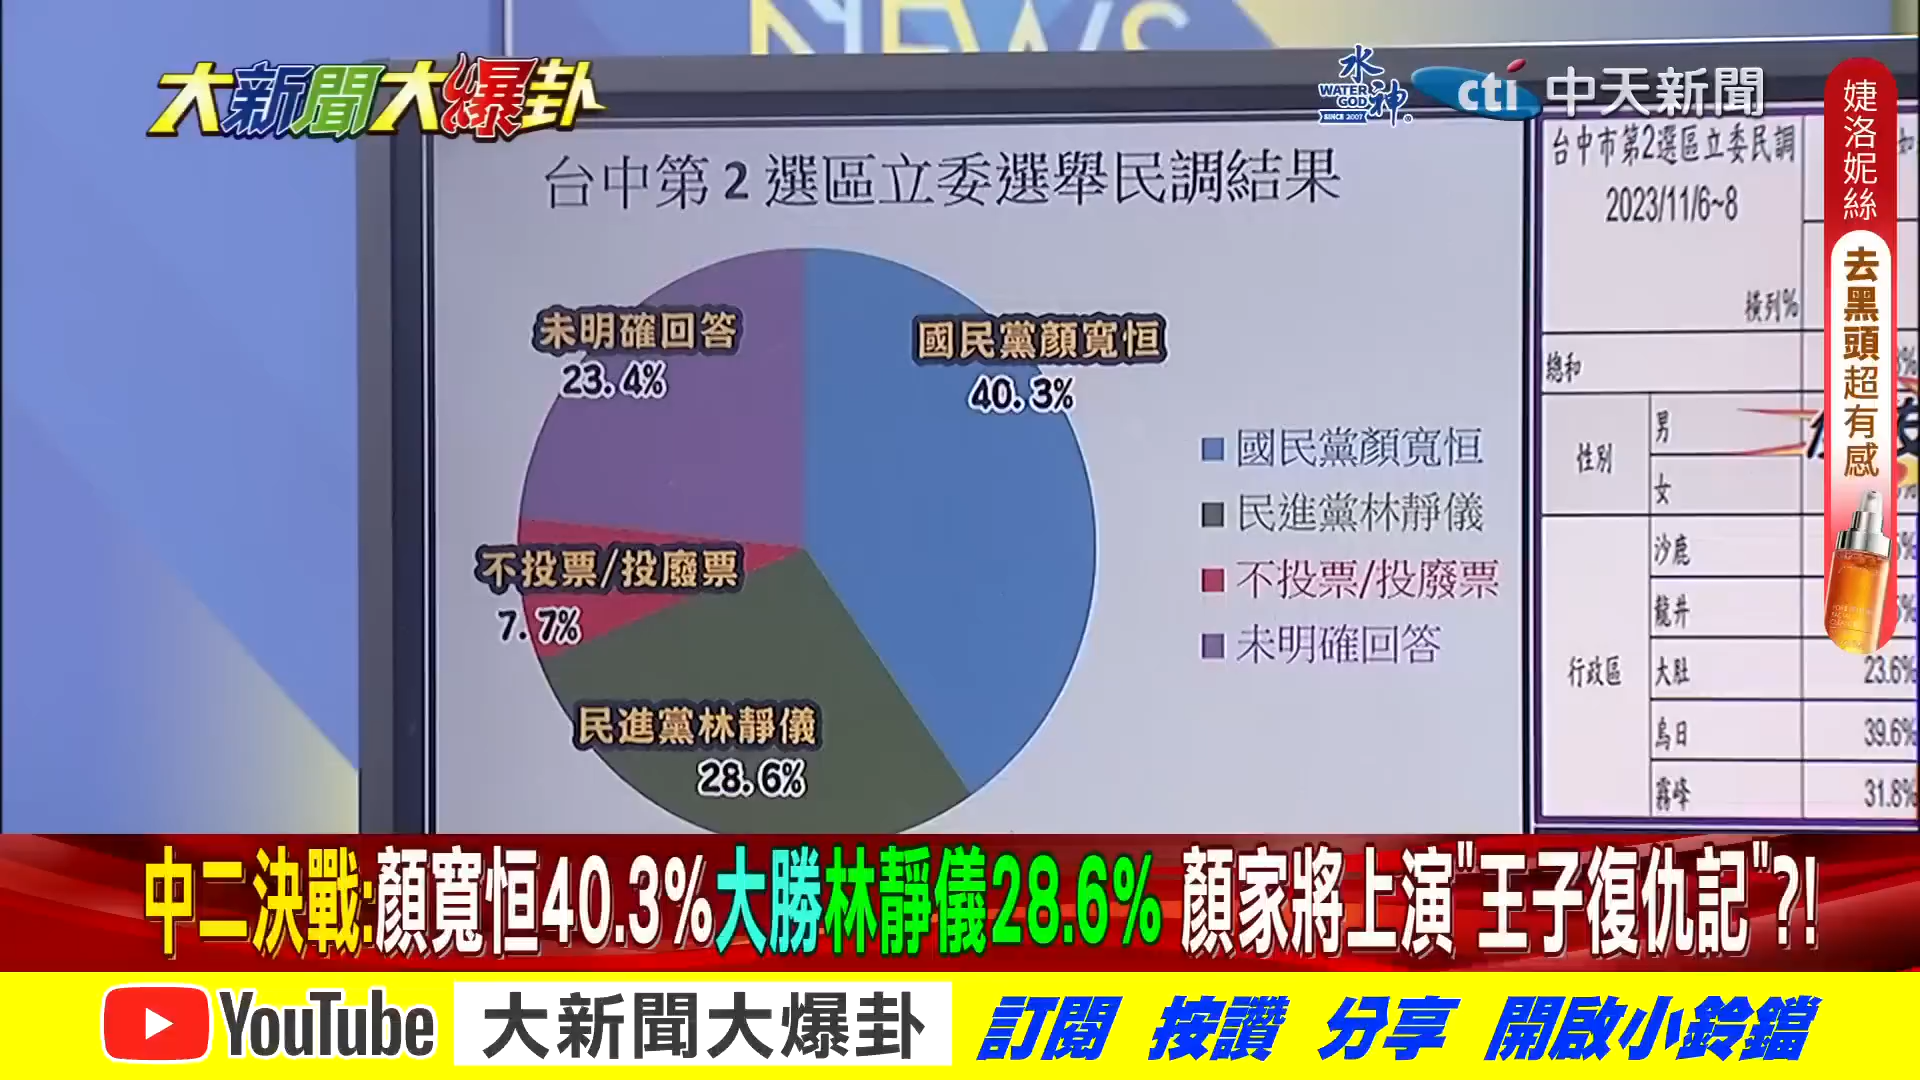 NEWS
大新聞大爆卦
水神
WATER GOD
SINCE 2007
cti 中天新聞
婕洛妮絲
去黑頭超有感
台中第2選區立委選舉民調結果
未明確回答
23.4%
國民黨顏寬恒
40.3%
不投票/投廢票
7.7%
民進黨林靜儀
28.6%
國民黨顏寬恒
民進黨林靜儀
不投票/投廢票
未明確回答
台中市第2選區立委民調
2023/11/6~8
橫列%
總和
性別
男
女
行政區
沙鹿
龍井
大肚
23.6%
烏日
39.6%
霧峰
31.8%
中二決戰:顏寬恒40.3%大勝林靜儀28.6% 顏家將上演"王子復仇記"?!
YouTube 大新聞大爆卦 訂閱 按讚 分享 開啟小鈴鐺